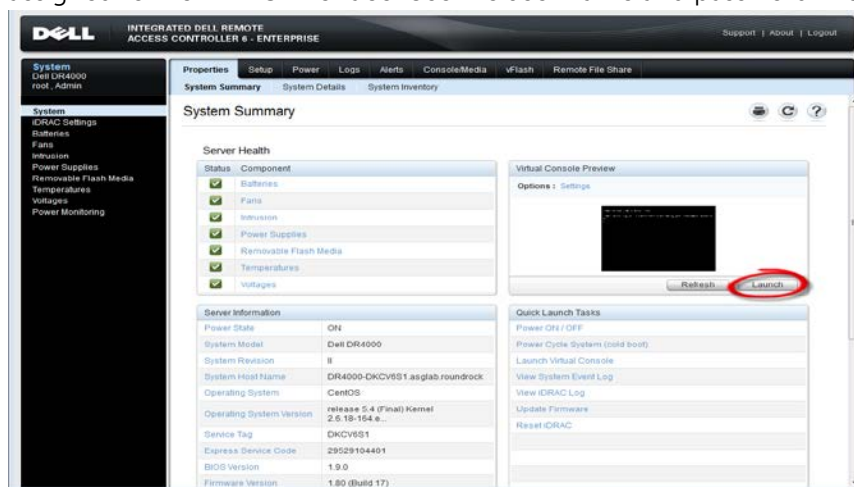 DELL
INTEGRATED DELL REMOTE
ACCESS CONTROLLER 6 - ENTERPRISE
Support | About | Logout
System
Dell DR4000
root , Admin
System
iDRAC Settings
Batteries
Fans
Intrusion
Power Supplies
Removable Flash Media
Temperatures
Voltages
Power Monitoring
Properties Setup Power Logs Alerts Console/Media vFlash Remote File Share
System Summary System Details System Inventory
System Summary
Server Health
Status Component
Batteries
Fans
Intrusion
Power Supplies
Removable Flash Media
Temperatures
Voltages
Virtual Console Preview
Options : Settings
Refresh Launch
Server Information
Power State ON
System Model Dell DR4000
System Revision II
System Host Name DR4000-DKCV6S1.asglab.roundrock
Operating System CentOS
Operating System Version release 5.4 (Final) Kernel
2.6.18-164.e...
Service Tag DKCV6S1
Express Service Code 29529104401
BIOS Version 1.9.0
Firmware Version 1.80 (Build 17)
Quick Launch Tasks
Power ON / OFF
Power Cycle System (cold boot)
Launch Virtual Console
View System Event Log
View iDRAC Log
Update Firmware
Reset iDRAC